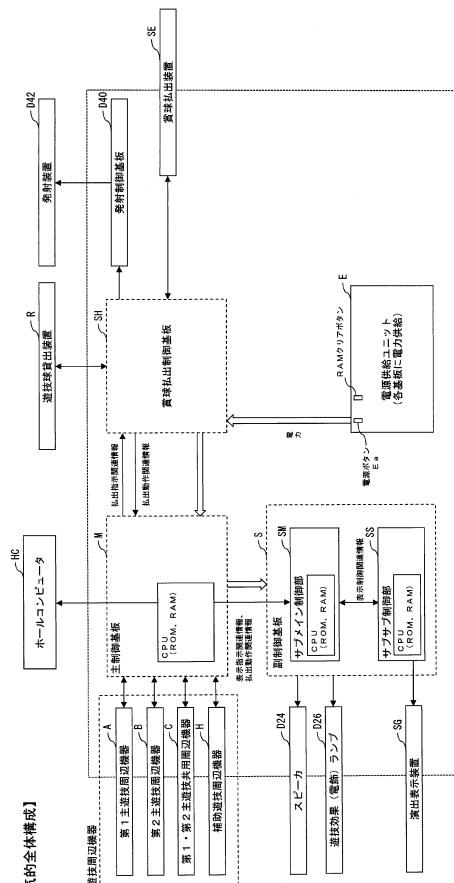 気的全体構成】
遊技周辺機器
A
第１主遊技周辺機器
B
第２主遊技周辺機器
C
第１・第２主遊技共用周辺機器
H
補助遊技周辺機器
D24
スピーカ
D26
遊技効果（電飾）ランプ
SG
演出表示装置
HC
ホールコンピュータ
M
主制御基板
CPU
（ROM、RAM）
表示指示関連情報、
払出動作関連情報
S
副制御基板
SM
サブメイン制御部
CPU
（ROM、RAM）
表示制御関連情報
SS
サブサブ制御部
CPU
（ROM、RAM）
払出指示関連情報
払出動作関連情報
R
遊技球貸出装置
SH
賞球払出制御基板
電力
D42
発射装置
D40
発射制御基板
SE
賞球払出装置
E
RAMクリアボタン
電源供給ユニット
（各基板に電力供給）
電源ボタン
Ea